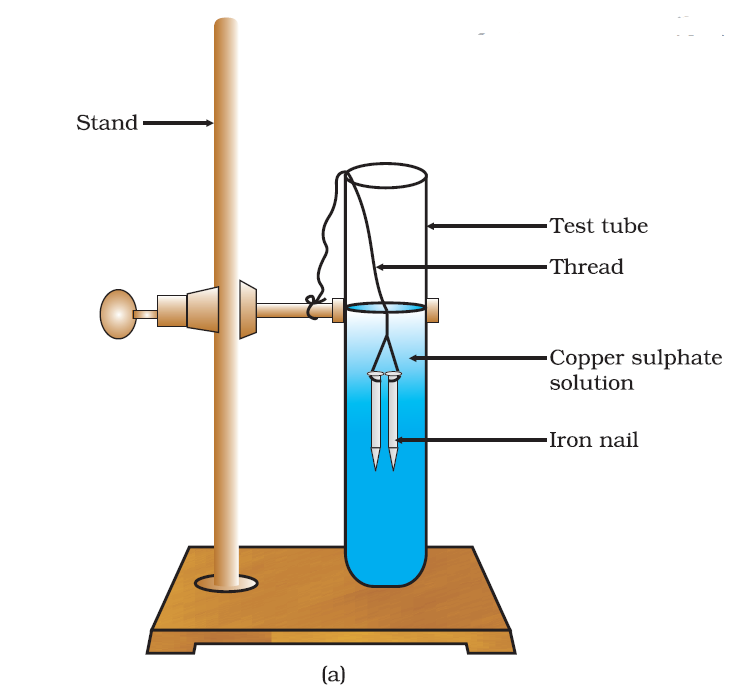 Stand
Test tube
Thread
Copper sulphate
solution
Iron nail
(a)